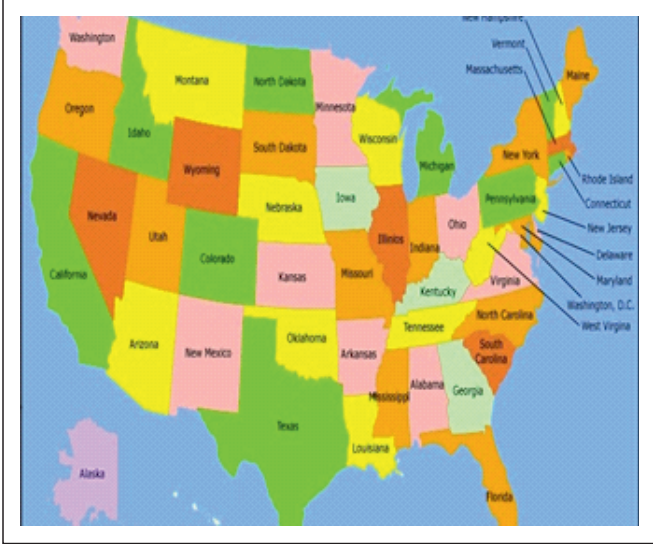 New Hampshire
Vermont
Massachusetts
Washington
Montana
North Dakota
Minnesota
Maine
Oregon
Idaho
Wisconsin
South Dakota
Michigan
New York
Wyoming
Rhode Island
Iowa
Nebraska
Pennsylvania
Connecticut
Nevada
Utah
Illinios
Indiana
Ohio
New Jersey
Colorado
Delaware
California
Kansas
Missouri
Kentucky
Virginia
Maryland
Washington, D.C.
West Virgina
North Carolina
Tennessee
Oklahoma
Arizona
New Mexico
Arkansas
South
Carolina
Mississippi
Alabama
Georgia
Texas
Louisiana
Alaska
Florida